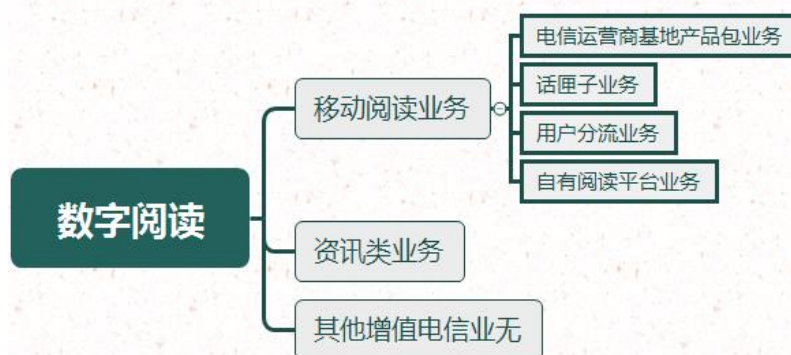 数字阅读
移动阅读业务
电信运营商基地产品包业务
话匣子业务
用户分流业务
自有阅读平台业务
资讯类业务
其他增值电信业无